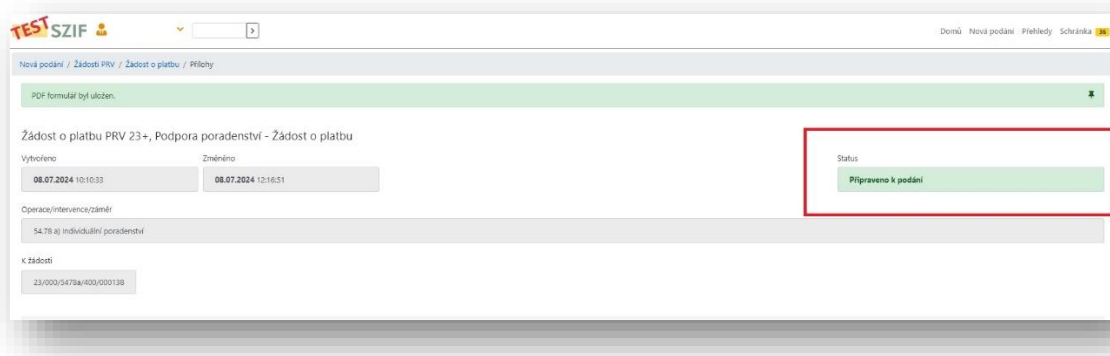 TEST SZIF
Domů Nová podání Přehledy Schránka 36
Nová podání / Žádosti PRV / Žádost o platbu / Přílohy
PDF formulář byl uložen.
Žádost o platbu PRV 23+, Podpora poradenství - Žádost o platbu
Vytvořeno Změněno Status
08.07.2024 10:10:33 08.07.2024 12:16:51 Připraveno k podání
Operace/intervence/záměr
54.78 a) Individuální poradenství
K žádosti
23/000/5478a/400/000138